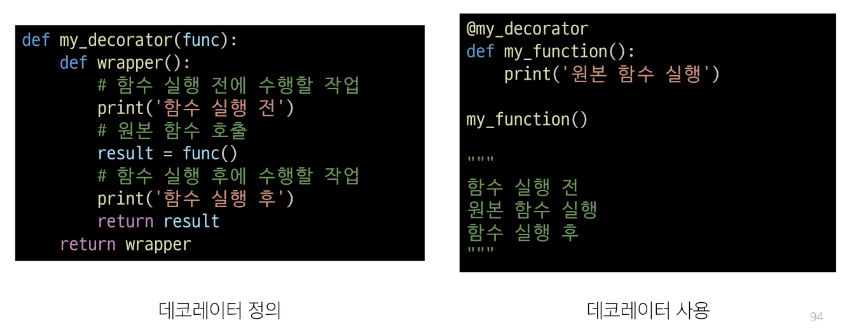 def my_decorator(func):
    def wrapper():
        # 함수 실행 전에 수행할 작업
        print('함수 실행 전')
        # 원본 함수 호출
        result = func()
        # 함수 실행 후에 수행할 작업
        print('함수 실행 후')
        return result
    return wrapper
데코레이터 정의
@my_decorator
def my_function():
    print('원본 함수 실행')

my_function()

"""
함수 실행 전
원본 함수 실행
함수 실행 후
"""
데코레이터 사용
94